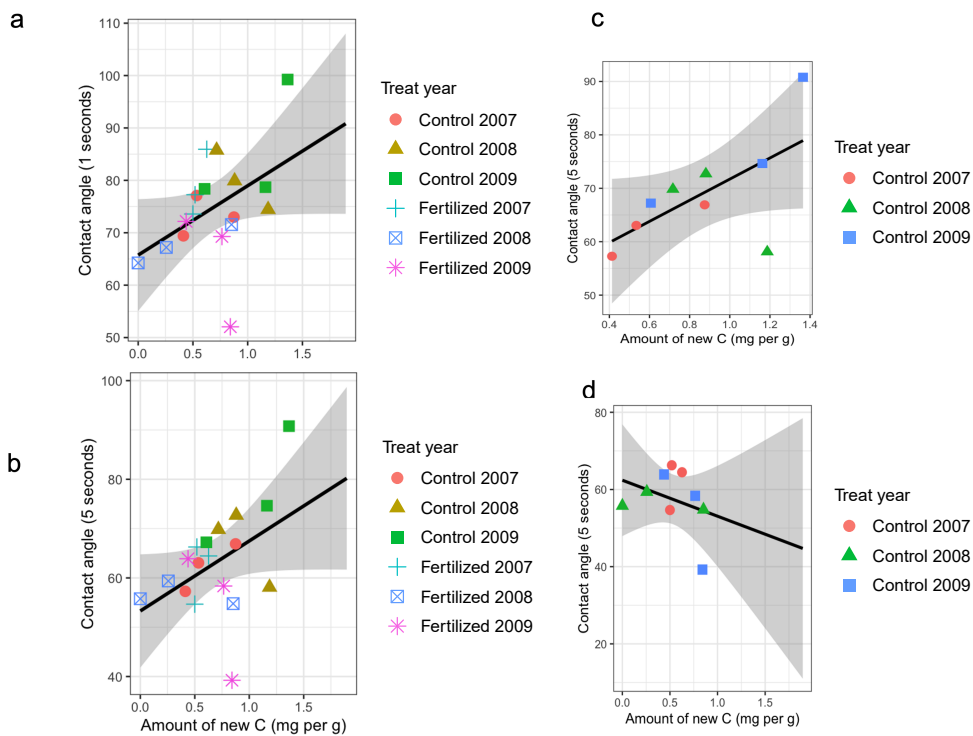 a
110
100
90
80
70
60
50
0.0 0.5 1.0 1.5
Contact angle (1 seconds)
Treat year
Control 2007
Control 2008
Control 2009
Fertilized 2007
Fertilized 2008
Fertilized 2009
b
100
80
60
40
0.0 0.5 1.0 1.5
Contact angle (5 seconds)
Amount of new C (mg per g)
Treat year
Control 2007
Control 2008
Control 2009
Fertilized 2007
Fertilized 2008
Fertilized 2009
c
90
80
70
60
50
0.4 0.6 0.8 1.0 1.2 1.4
Contact angle (5 seconds)
Amount of new C (mg per g)
Treat year
Control 2007
Control 2008
Control 2009
d
80
60
40
20
0.0 0.5 1.0 1.5
Contact angle (5 seconds)
Amount of new C (mg per g)
Treat year
Control 2007
Control 2008
Control 2009